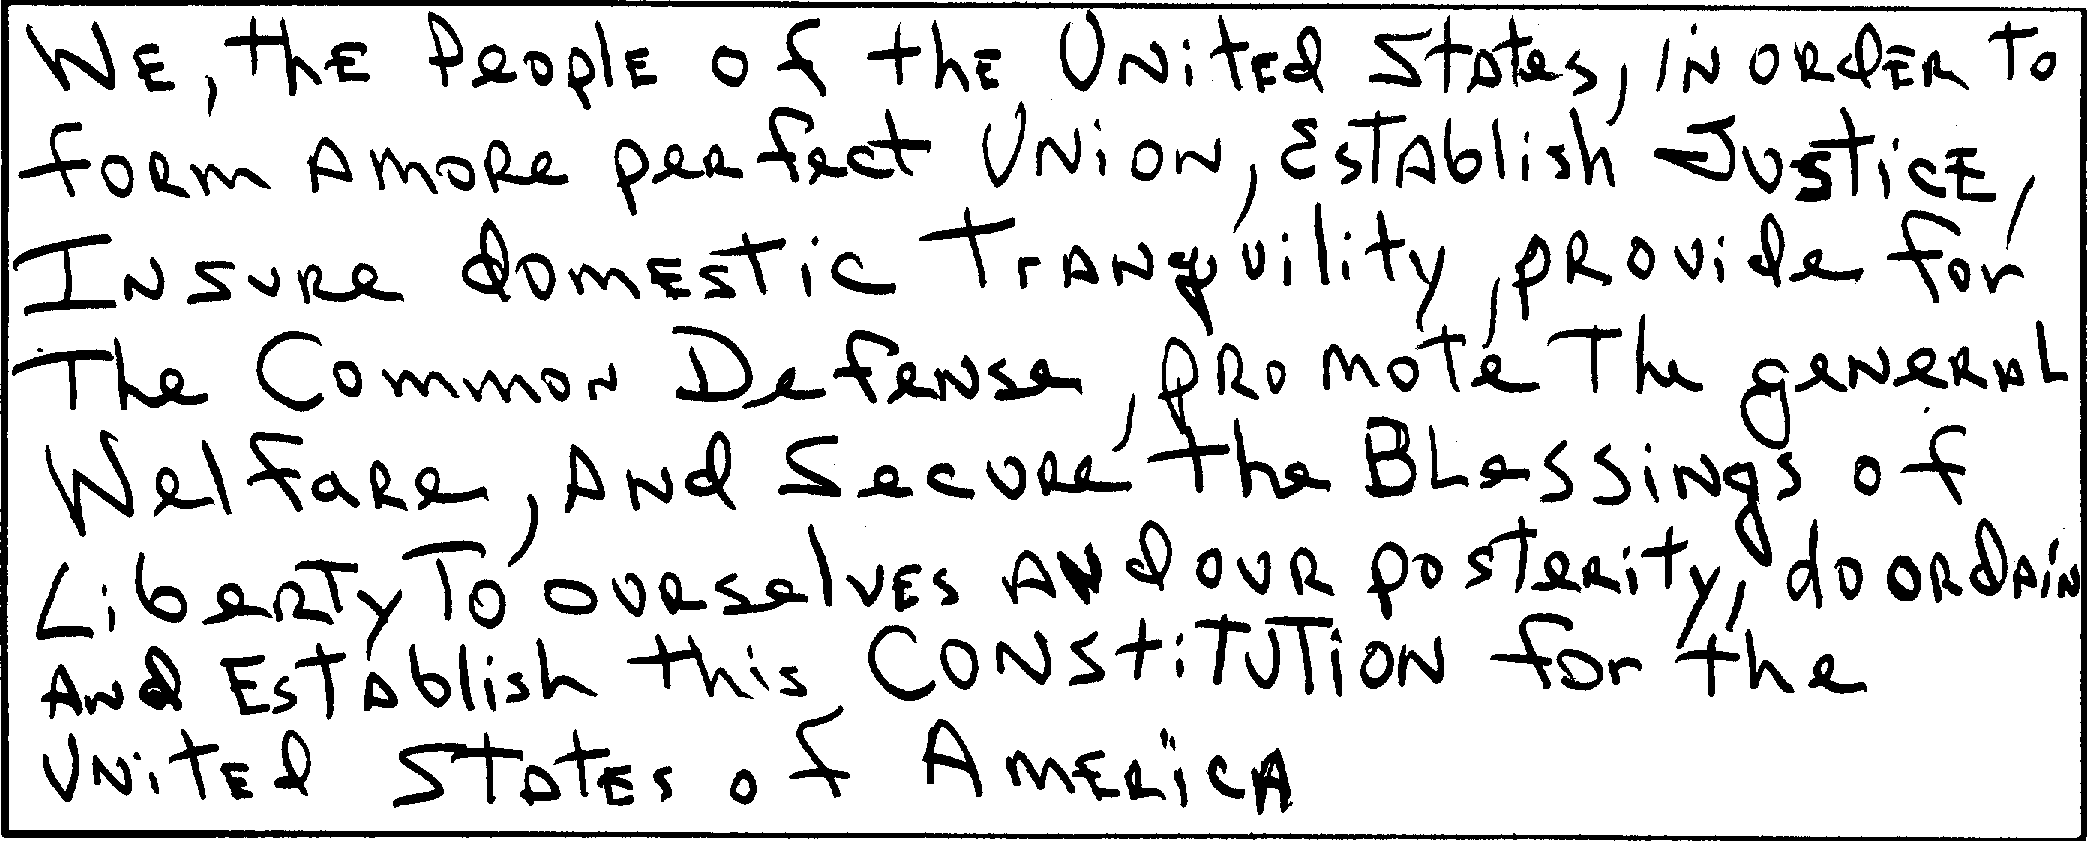 We, the People of the United States, in order to
form a more perfect Union, establish Justice,
Insure domestic Tranquility, provide for
The Common Defense, promote The general
Welfare, and Secure the Blessings of
Liberty To ourselves and our posterity, do ordain
and Establish this Constitution for the
United States of America